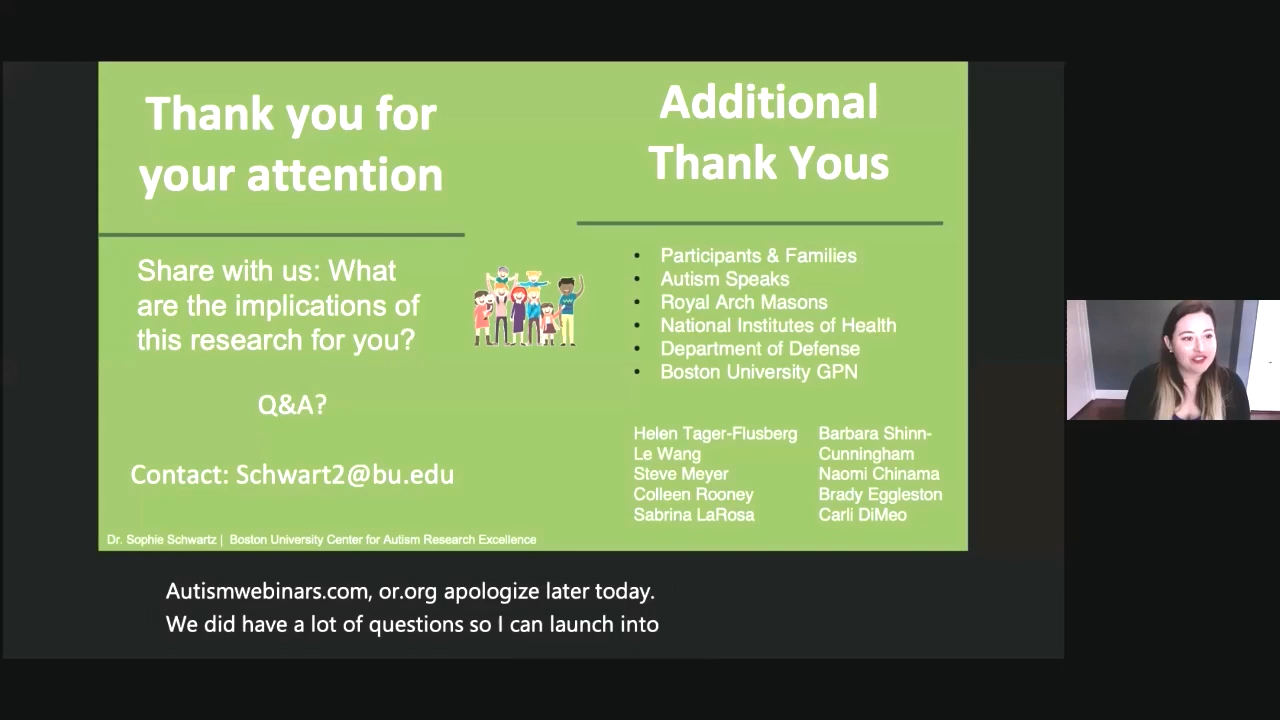 Thank you for
your attention
Share with us: What
are the implications of
this research for you?
Q&A?
Contact: Schwart2@bu.edu
Dr. Sophie Schwartz | Boston University Center for Autism Research Excellence
Additional
Thank Yous
• Participants & Families
• Autism Speaks
• Royal Arch Masons
• National Institutes of Health
• Department of Defense
• Boston University GPN
Helen Tager-Flusberg
Le Wang
Steve Meyer
Colleen Rooney
Sabrina LaRosa
Barbara Shinn-
Cunningham
Naomi Chinama
Brady Eggleston
Carli DiMeo
Autismwebinars.com, or.org apologize later today.
We did have a lot of questions so I can launch into